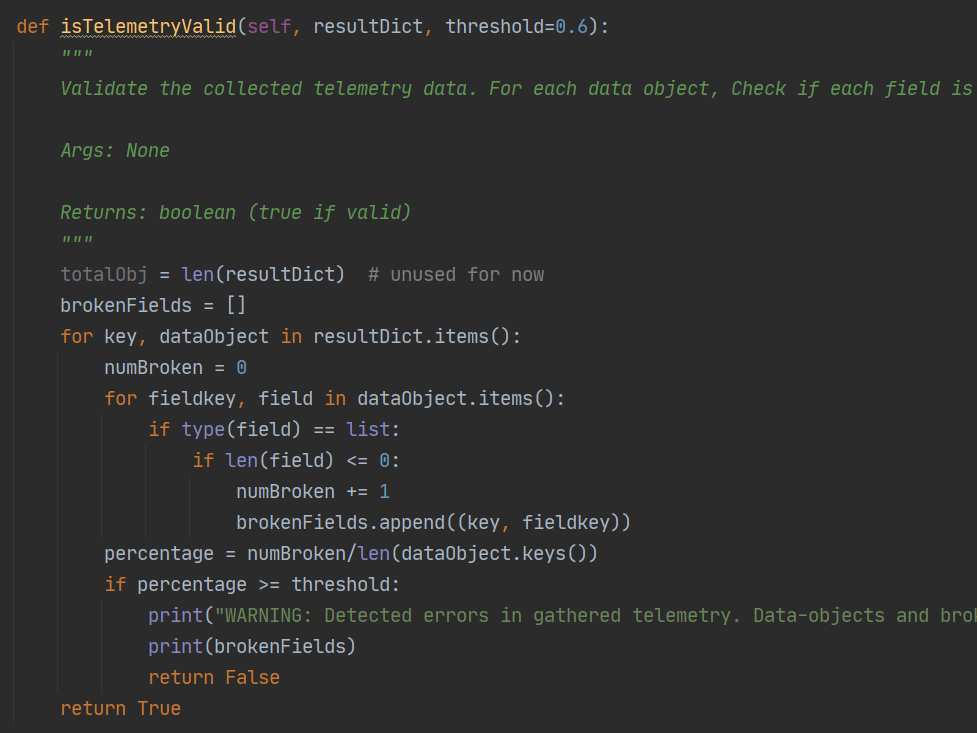 def isTelemetryValid(self, resultDict, threshold=0.6):
    """
    Validate the collected telemetry data. For each data object, Check if each field is

    Args: None

    Returns: boolean (true if valid)
    """
    totalObj = len(resultDict)  # unused for now
    brokenFields = []
    for key, dataObject in resultDict.items():
        numBroken = 0
        for fieldkey, field in dataObject.items():
            if type(field) == list:
                if len(field) <= 0:
                    numBroken += 1
                    brokenFields.append((key, fieldkey))
        percentage = numBroken/len(dataObject.keys())
        if percentage >= threshold:
            print("WARNING: Detected errors in gathered telemetry. Data-objects and
            print(brokenFields)
            return False
    return True